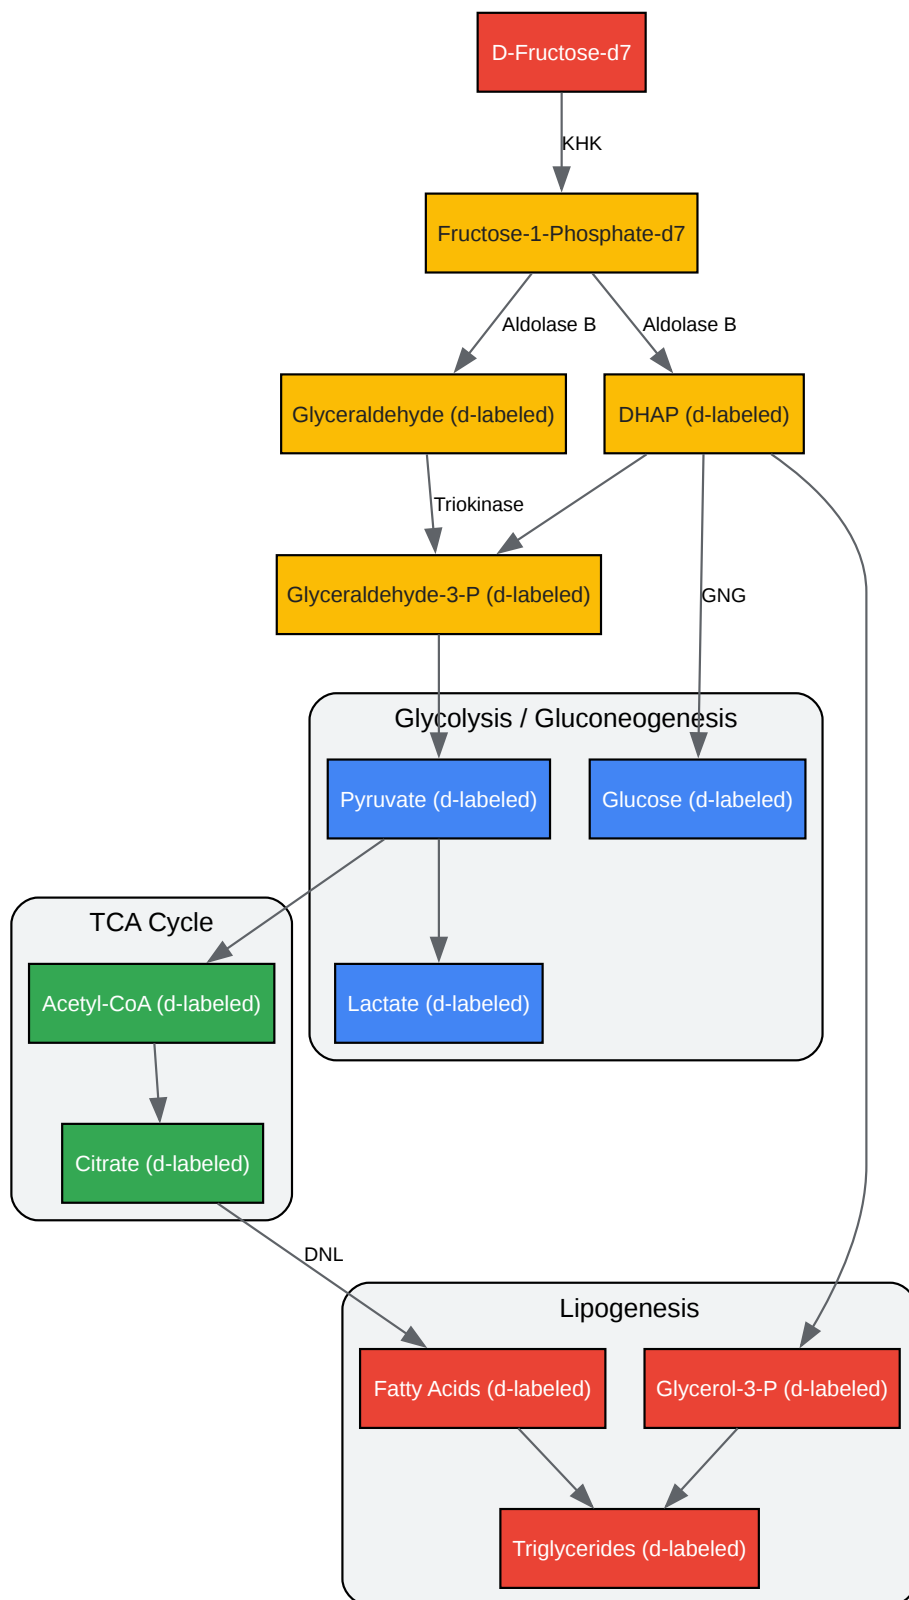 D-Fructose-d7
KHK
Fructose-1-Phosphate-d7
Aldolase B
Aldolase B
Glyceraldehyde (d-labeled)
DHAP (d-labeled)
Triokinase
Glyceraldehyde-3-P (d-labeled)
GNG
Glycolysis / Gluconeogenesis
Pyruvate (d-labeled)
Glucose (d-labeled)
TCA Cycle
Acetyl-CoA (d-labeled)
Lactate (d-labeled)
Citrate (d-labeled)
DNL
Lipogenesis
Fatty Acids (d-labeled)
Glycerol-3-P (d-labeled)
Triglycerides (d-labeled)